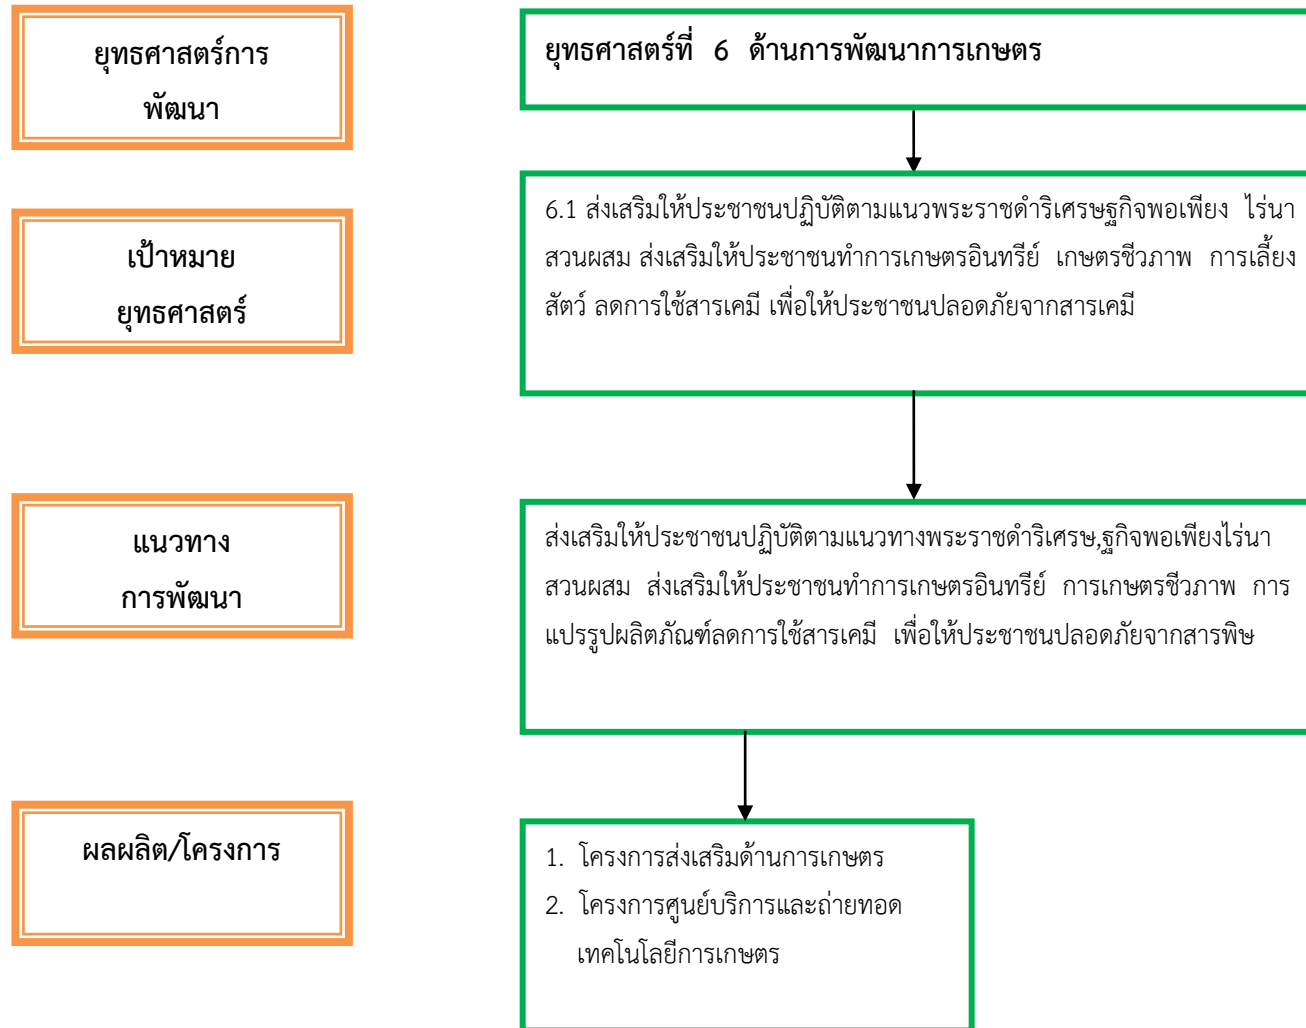 ยุทธศาสตร์การ
พัฒนา
ยุทธศาสตร์ที่ 6 ด้านการพัฒนาการเกษตร
เป้าหมาย
ยุทธศาสตร์
6.1 ส่งเสริมให้ประชาชนปฏิบัติตามแนวพระราชดำริเศรษฐกิจพอเพียง ไร่นา
สวนผสม ส่งเสริมให้ประชาชนทำการเกษตรอินทรีย์ เกษตรชีวภาพ การเลี้ยง
สัตว์ ลดการใช้สารเคมี เพื่อให้ประชาชนปลอดภัยจากสารเคมี
แนวทาง
การพัฒนา
ส่งเสริมให้ประชาชนปฏิบัติตามแนวทางพระราชดำริเศรษ,ฐกิจพอเพียงไร่นา
สวนผสม ส่งเสริมให้ประชาชนทำการเกษตรอินทรีย์ การเกษตรชีวภาพ การ
แปรรูปผลิตภัณฑ์ลดการใช้สารเคมี เพื่อให้ประชาชนปลอดภัยจากสารพิษ
ผลผลิต/โครงการ
1. โครงการส่งเสริมด้านการเกษตร
2. โครงการศูนย์บริการและถ่ายทอด
เทคโนโลยีการเกษตร